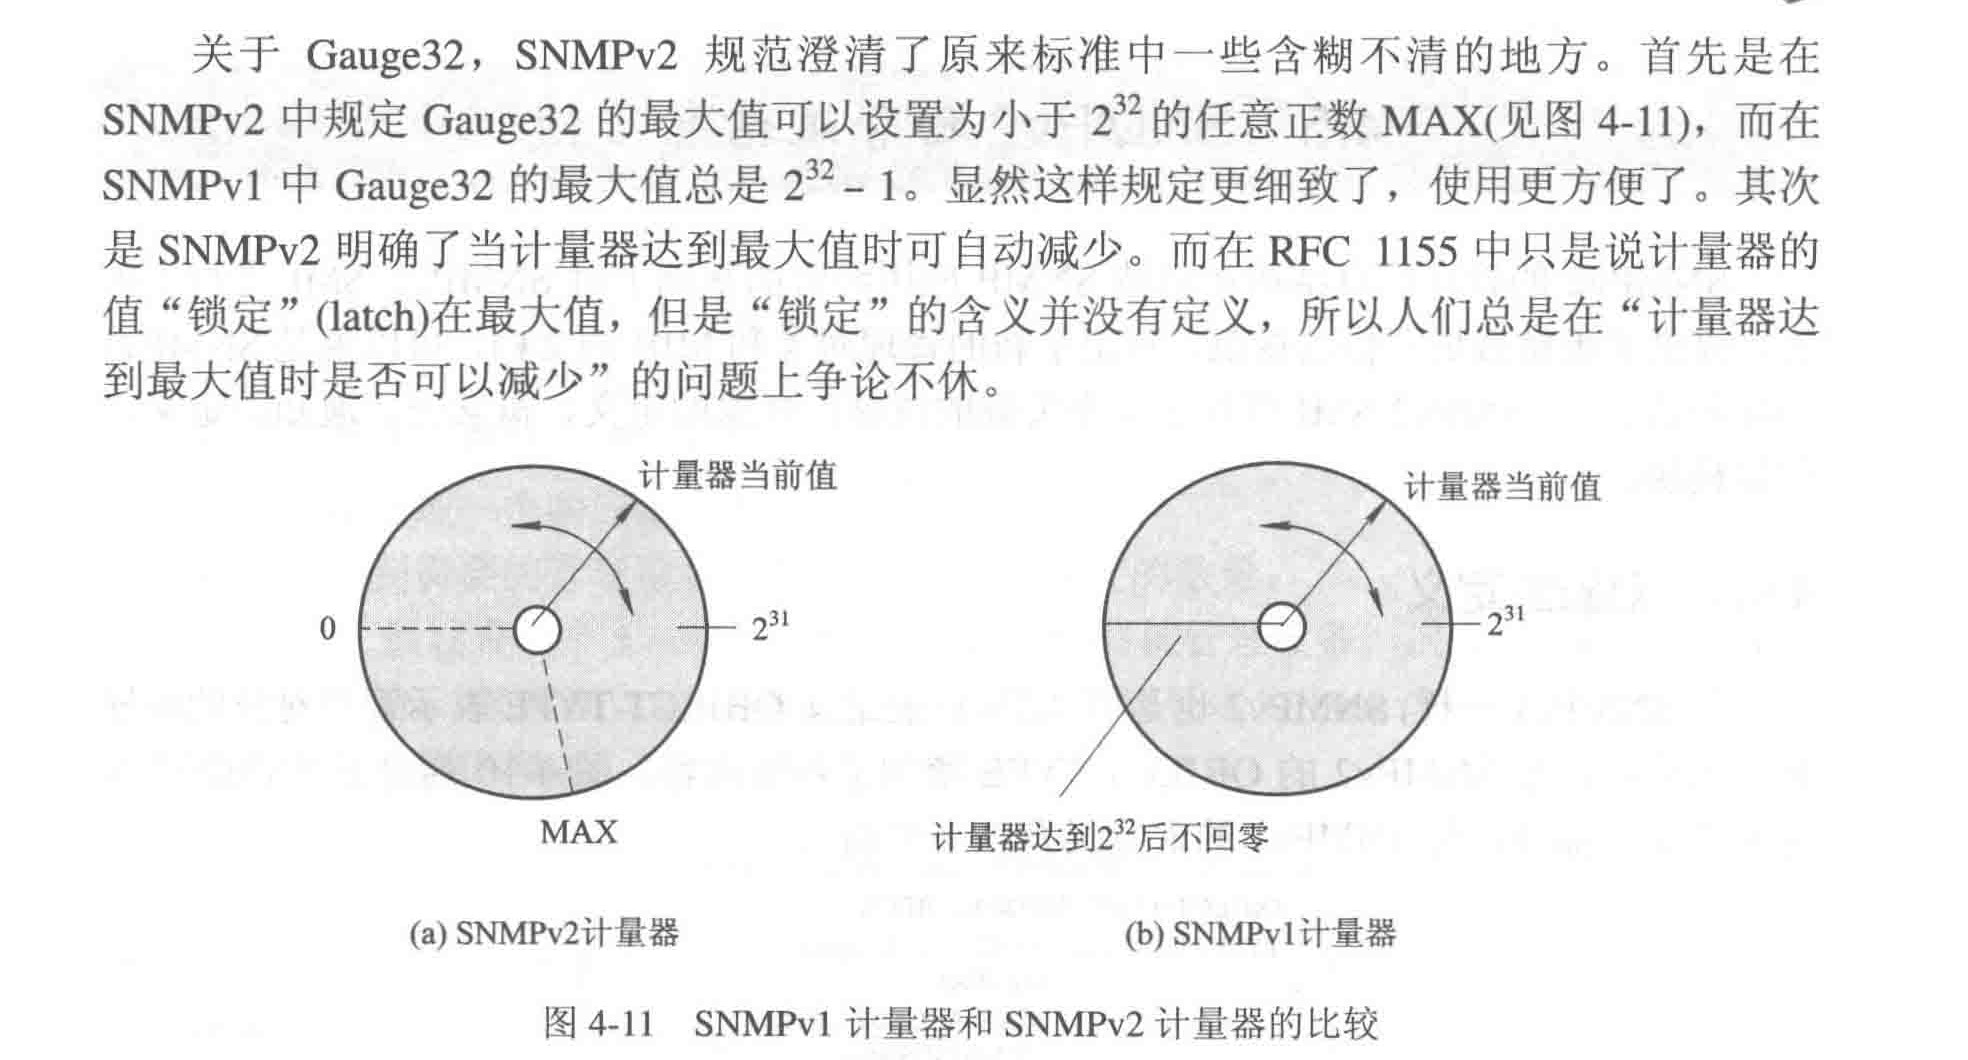 关于 Gauge32，SNMPv2 规范澄清了原来标准中一些含糊不清的地方。首先是在
SNMPv2 中规定 Gauge32 的最大值可以设置为小于 2³² 的任意正数 MAX(见图 4-11)，而在
SNMPv1 中 Gauge32 的最大值总是 2³² – 1。显然这样规定更细致了，使用更方便了。其次
是 SNMPv2 明确了当计量器达到最大值时可自动减少。而在 RFC 1155 中只是说计量器的
值“锁定”(latch)在最大值，但是“锁定”的含义并没有定义，所以人们总是在“计量器达
到最大值时是否可以减少”的问题上争论不休。
计量器当前值
0
2³¹
MAX
(a) SNMPv2计量器
计量器当前值
2³¹
计量器达到2³²后不回零
(b) SNMPv1计量器
图 4-11 SNMPv1 计量器和 SNMPv2 计量器的比较